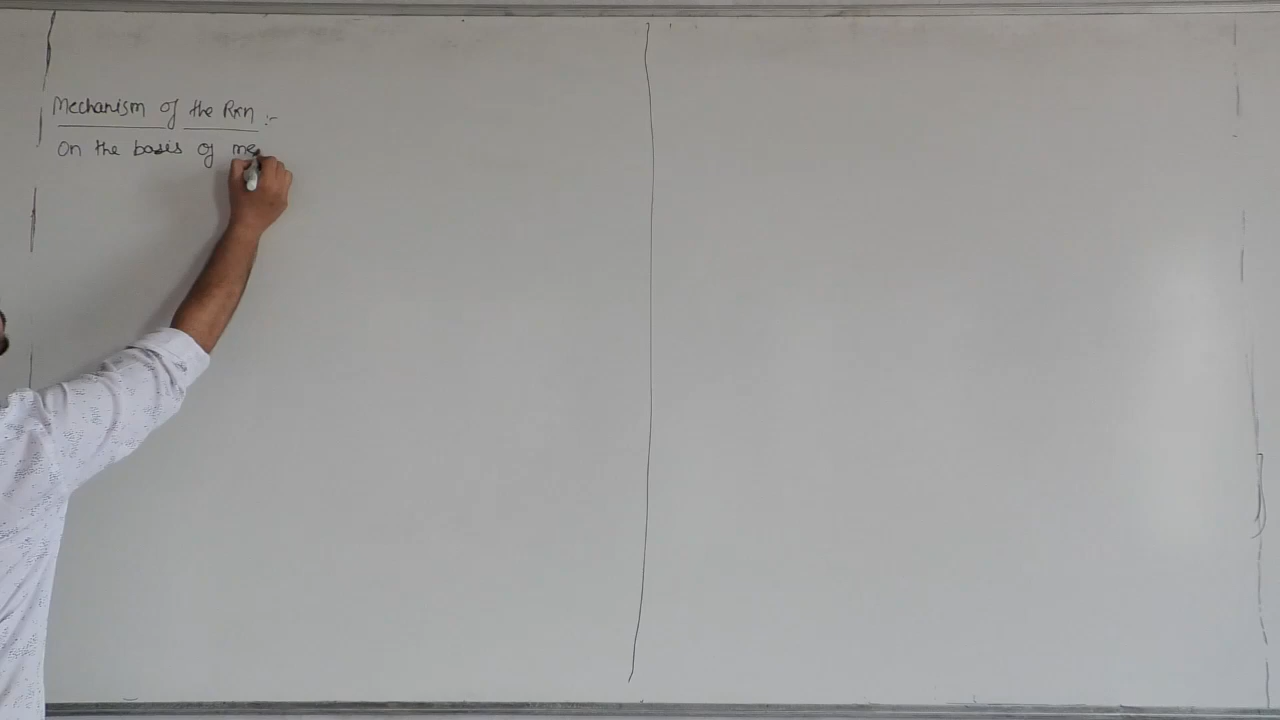 Mechanism of the Rxn :-
On the basis of me